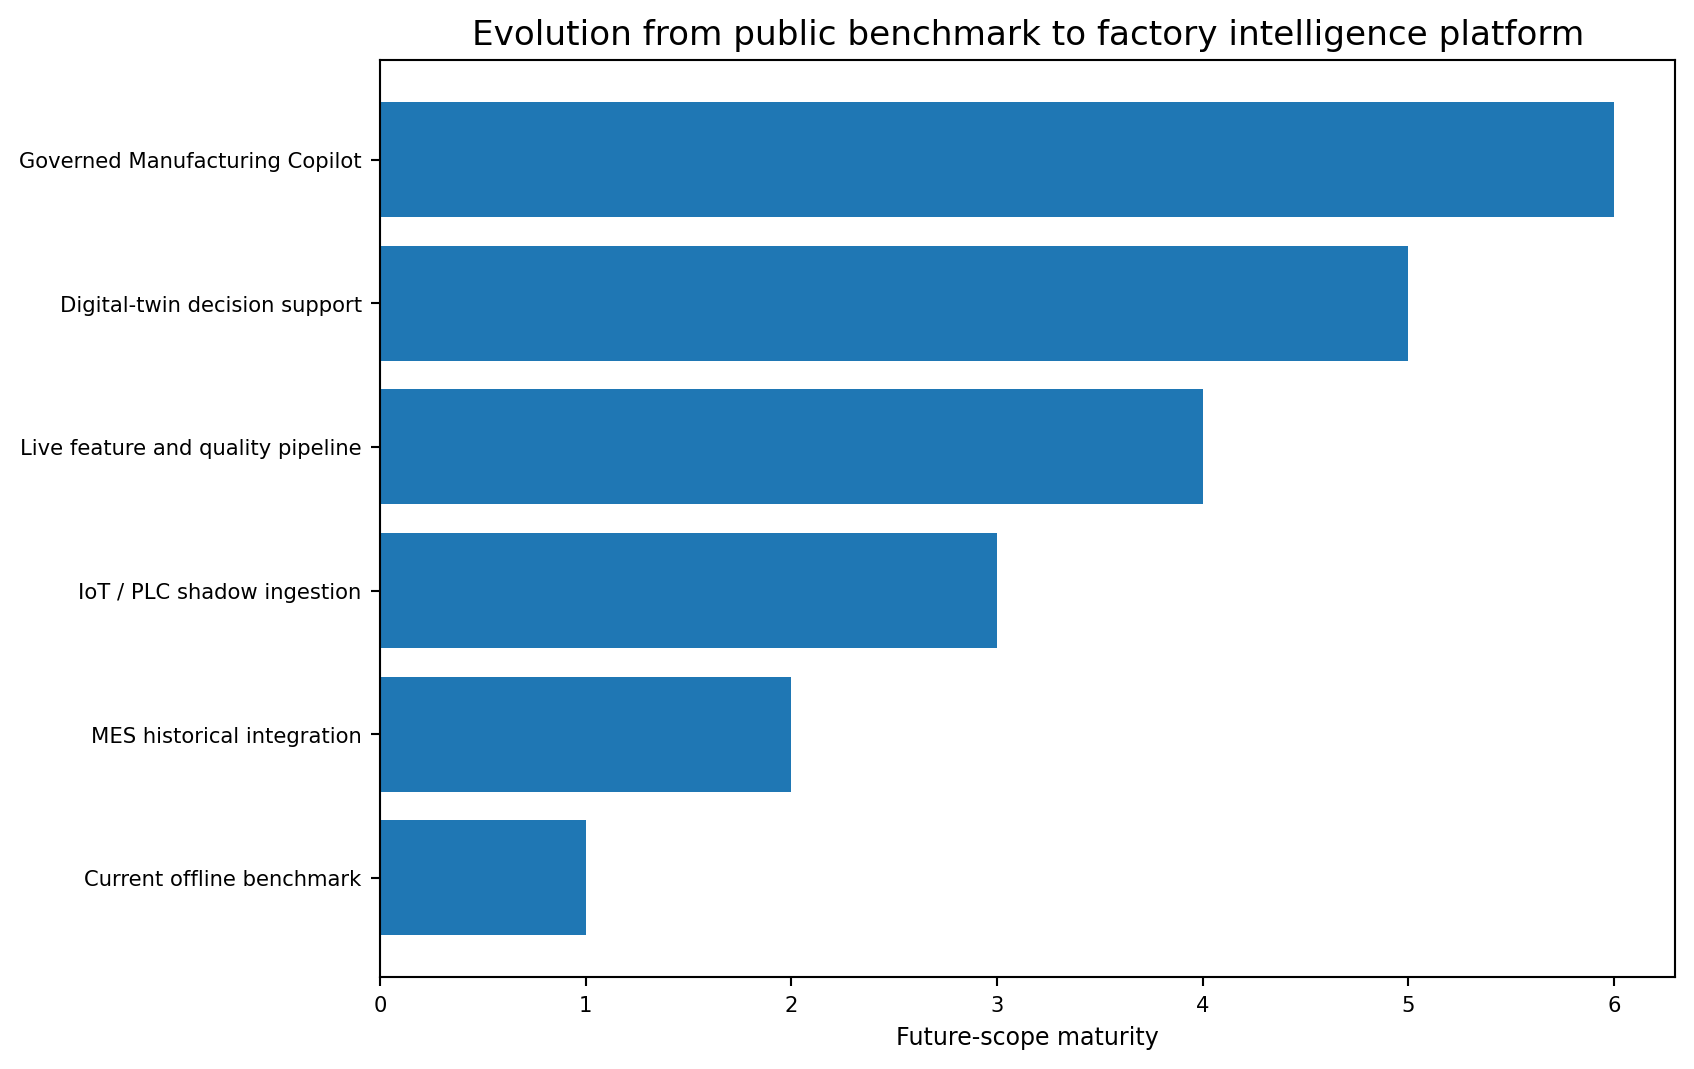 Evolution from public benchmark to factory intelligence platform
Governed Manufacturing Copilot
Digital-twin decision support
Live feature and quality pipeline
IoT / PLC shadow ingestion
MES historical integration
Current offline benchmark
0 1 2 3 4 5 6
Future-scope maturity